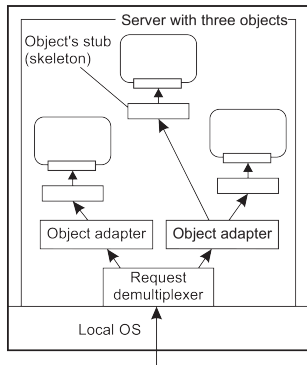 Server with three objects
Object's stub
(skeleton)
Object adapter
Object adapter
Request
demultiplexer
Local OS